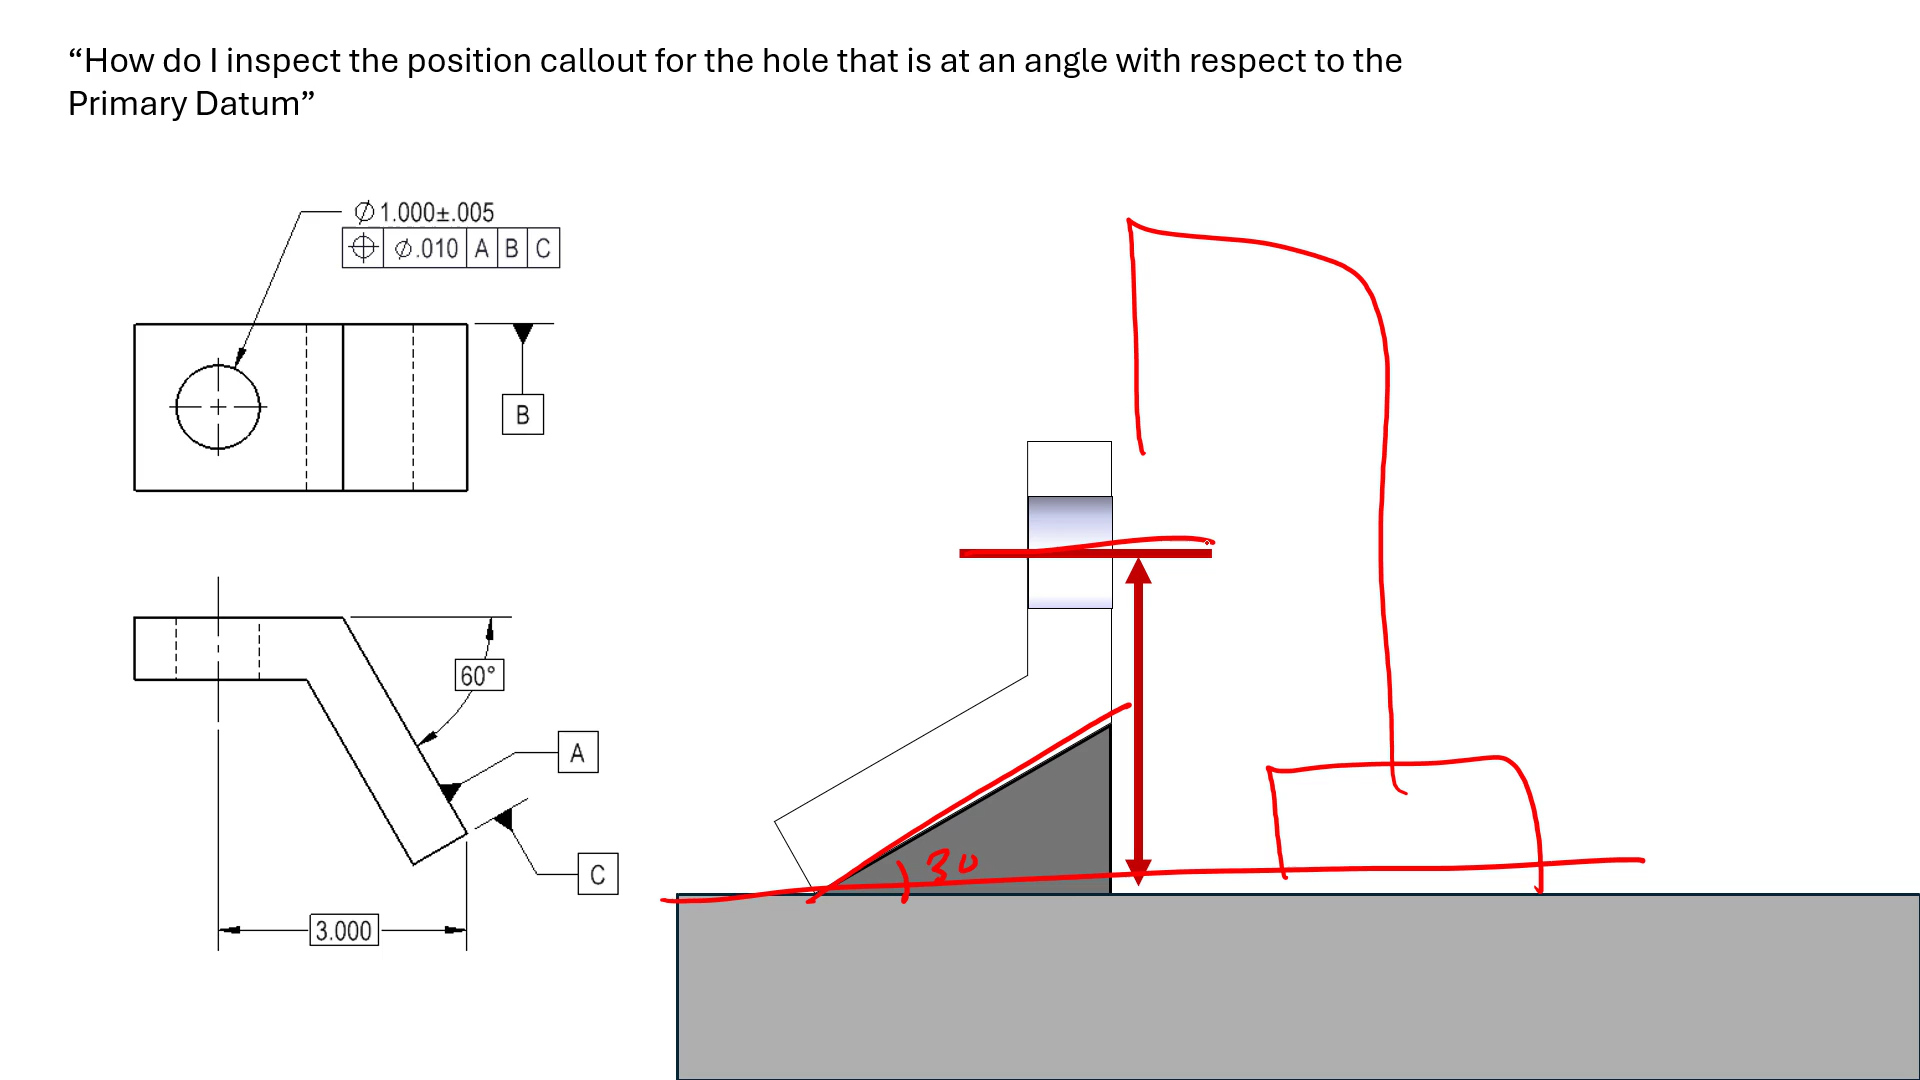 “How do I inspect the position callout for the hole that is at an angle with respect to the
Primary Datum”
∅1.000±.005
⌖ ∅.010 A B C
B
60°
A
C
3.000
30